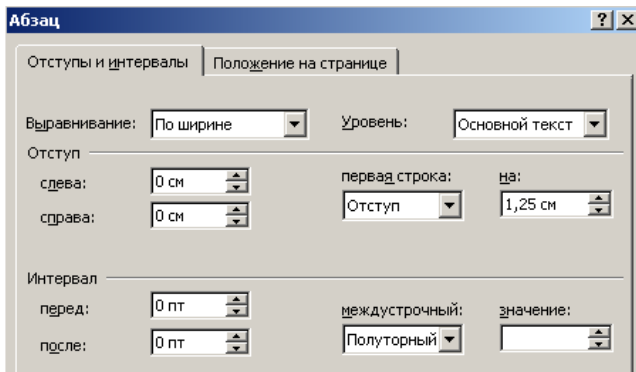 Абзац
Отступы и интервалы Положение на странице
Выравнивание: По ширине Уровень: Основной текст
Отступ
слева: 0 см первая строка: на:
справа: 0 см Отступ 1,25 см
Интервал
перед: 0 пт междустрочный: значение:
после: 0 пт Полуторный